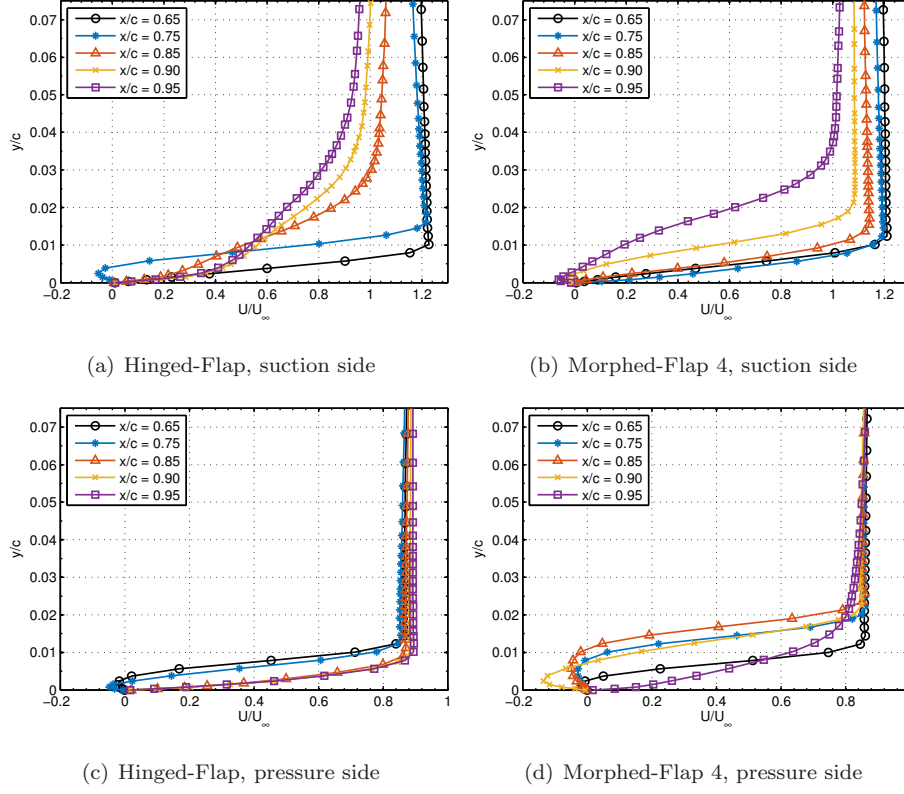 0.07
0.06
0.05
0.04
0.03
0.02
0.01
0
y/c
−0.2 0 0.2 0.4 0.6 0.8 1 1.2
U/U∞
x/c = 0.65
x/c = 0.75
x/c = 0.85
x/c = 0.90
x/c = 0.95
(a) Hinged-Flap, suction side
0.07
0.06
0.05
0.04
0.03
0.02
0.01
0
y/c
−0.2 0 0.2 0.4 0.6 0.8 1 1.2
U/U∞
x/c = 0.65
x/c = 0.75
x/c = 0.85
x/c = 0.90
x/c = 0.95
(b) Morphed-Flap 4, suction side
0.07
0.06
0.05
0.04
0.03
0.02
0.01
0
y/c
−0.2 0 0.2 0.4 0.6 0.8 1
U/U∞
x/c = 0.65
x/c = 0.75
x/c = 0.85
x/c = 0.90
x/c = 0.95
(c) Hinged-Flap, pressure side
0.07
0.06
0.05
0.04
0.03
0.02
0.01
0
y/c
−0.2 0 0.2 0.4 0.6 0.8
U/U∞
x/c = 0.65
x/c = 0.75
x/c = 0.85
x/c = 0.90
x/c = 0.95
(d) Morphed-Flap 4, pressure side